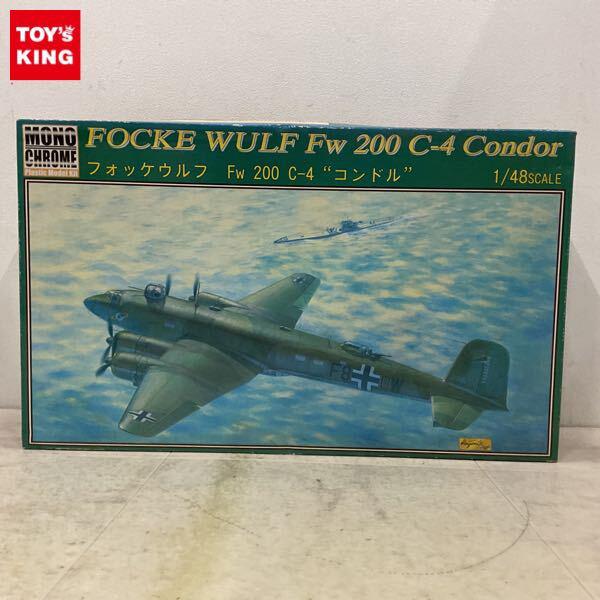 TOY's
KING
MONO
CHROME
Plastic Model Kit
FOCKE WULF Fw 200 C-4 Condor
フォッケウルフ Fw 200 C-4 “コンドル”
1/48SCALE
F8
W